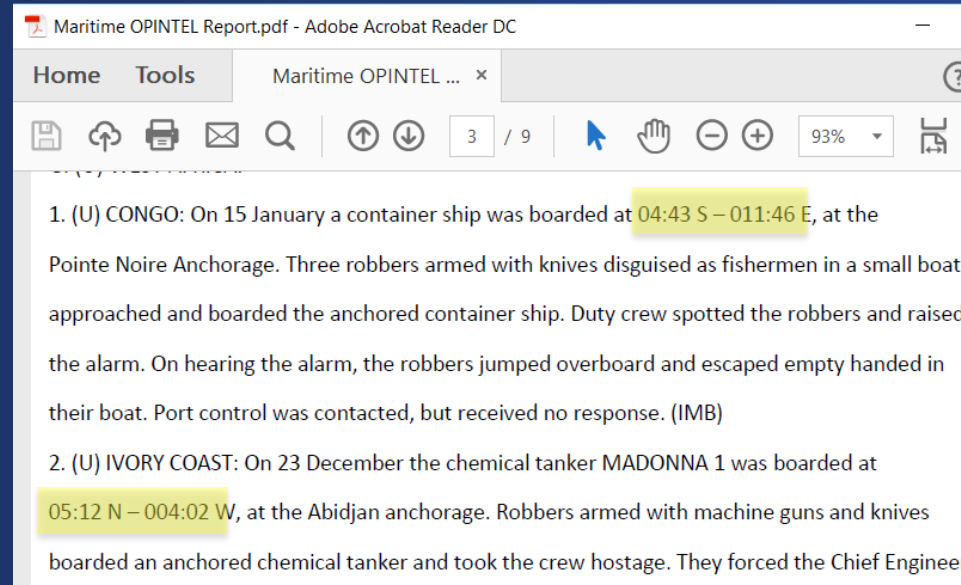 Maritime OPINTEL Report.pdf - Adobe Acrobat Reader DC
Home Tools Maritime OPINTEL ... ×
3 / 9 93%
1. (U) CONGO: On 15 January a container ship was boarded at 04:43 S – 011:46 E, at the
Pointe Noire Anchorage. Three robbers armed with knives disguised as fishermen in a small boat
approached and boarded the anchored container ship. Duty crew spotted the robbers and raised
the alarm. On hearing the alarm, the robbers jumped overboard and escaped empty handed in
their boat. Port control was contacted, but received no response. (IMB)
2. (U) IVORY COAST: On 23 December the chemical tanker MADONNA 1 was boarded at
05:12 N – 004:02 W, at the Abidjan anchorage. Robbers armed with machine guns and knives
boarded an anchored chemical tanker and took the crew hostage. They forced the Chief Enginee